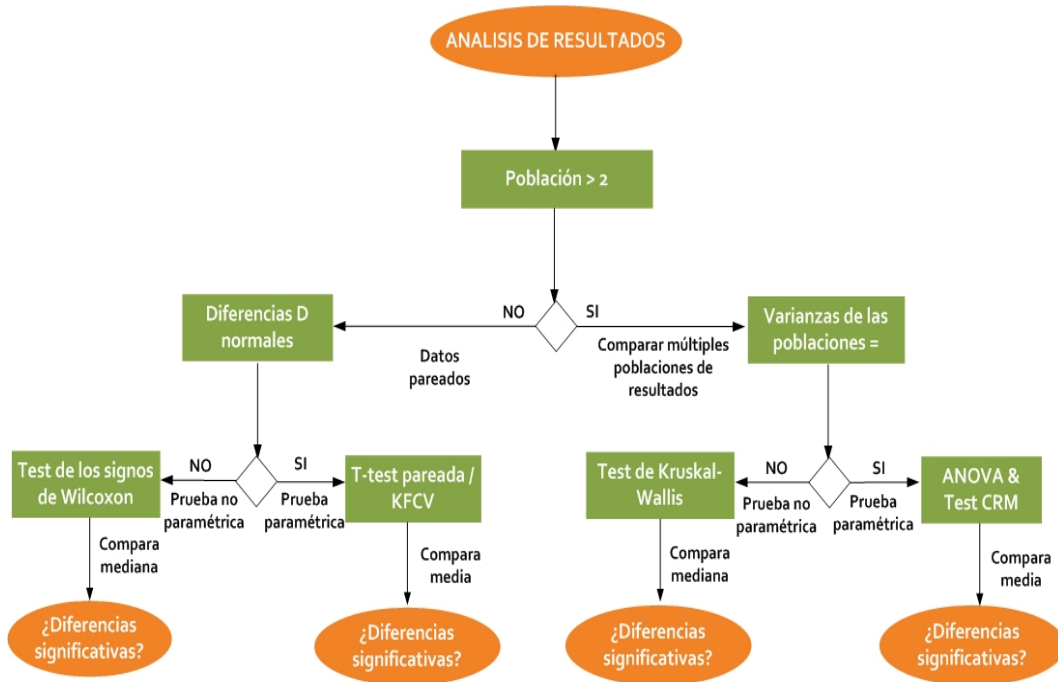 ANALISIS DE RESULTADOS
Población > 2
NO
SI
Diferencias D
normales
Datos
pareados
Comparar múltiples
poblaciones de
resultados
Varianzas de las
poblaciones =
Test de los signos
de Wilcoxon
NO
Prueba no
paramétrica
SI
Prueba
paramétrica
T-test pareada /
KFCV
Test de Kruskal-
Wallis
NO
Prueba no
paramétrica
SI
Prueba
paramétrica
ANOVA &
Test CRM
Compara
mediana
Compara
media
Compara
mediana
Compara
media
¿Diferencias
significativas?
¿Diferencias
significativas?
¿Diferencias
significativas?
¿Diferencias
significativas?